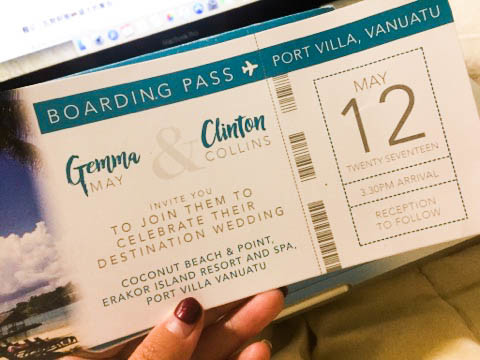 BOARDING PASS
PORT VILLA, VANUATU
Gemma & Clinton
MAY COLLINS
INVITE YOU
TO JOIN THEM TO
CELEBRATE THEIR
DESTINATION WEDDING
COCONUT BEACH & POINT,
ERAKOR ISLAND RESORT AND SPA,
PORT VILLA VANUATU
MAY
12
TWENTY SEVENTEEN
3.30PM ARRIVAL
RECEPTION
TO FOLLOW